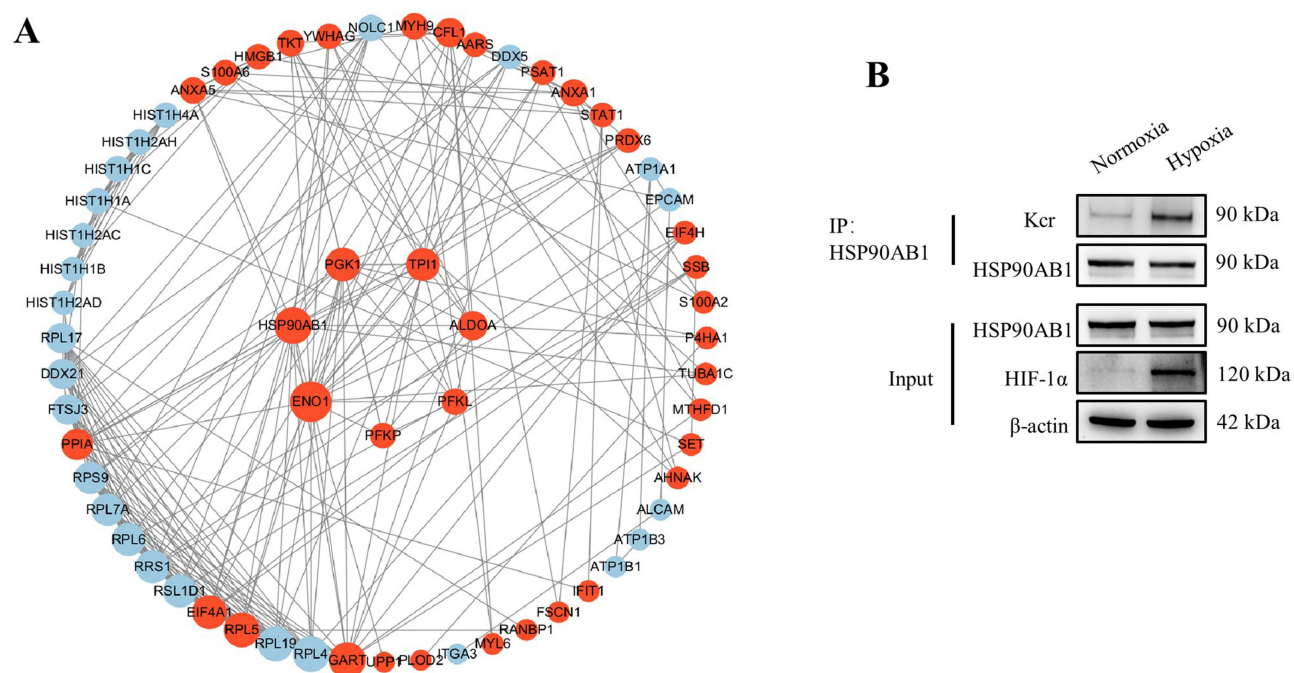 A
NOLC1
MYH9
YWHAG
CFL1
TKT
AARS
HMGB1
DDX5
S100A6
PSAT1
ANXA5
ANXA1
HIST1H4A
STAT1
HIST1H2AH
PRDX6
HIST1H1C
ATP1A1
HIST1H1A
EPCAM
HIST1H2AC
EIF4H
HIST1H1B
SSB
HIST1H2AD
S100A2
RPL17
P4HA1
DDX21
TUBA1C
FTSJ3
MTHFD1
PPIA
SET
RPS9
AHNAK
RPL7A
ALCAM
RPL6
ATP1B3
RRS1
ATP1B1
RSL1D1
IFIT1
EIF4A1
FSCN1
RPL5
RANBP1
RPL19
MYL6
RPL4
ITGA3
GART
UPP1
PLOD2
PGK1
TPI1
HSP90AB1
ALDOA
ENO1
PFKL
PFKP
B
Normoxia
Hypoxia
IP:
HSP90AB1
Kcr
90 kDa
HSP90AB1
90 kDa
Input
HSP90AB1
90 kDa
HIF-1α
120 kDa
β-actin
42 kDa